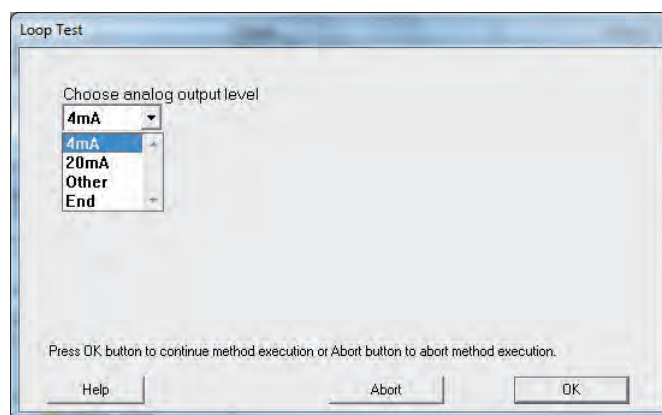 Loop Test
Choose analog output level
4mA
4mA
20mA
Other
End
Press OK button to continue method execution or Abort button to abort method execution.
Help Abort OK